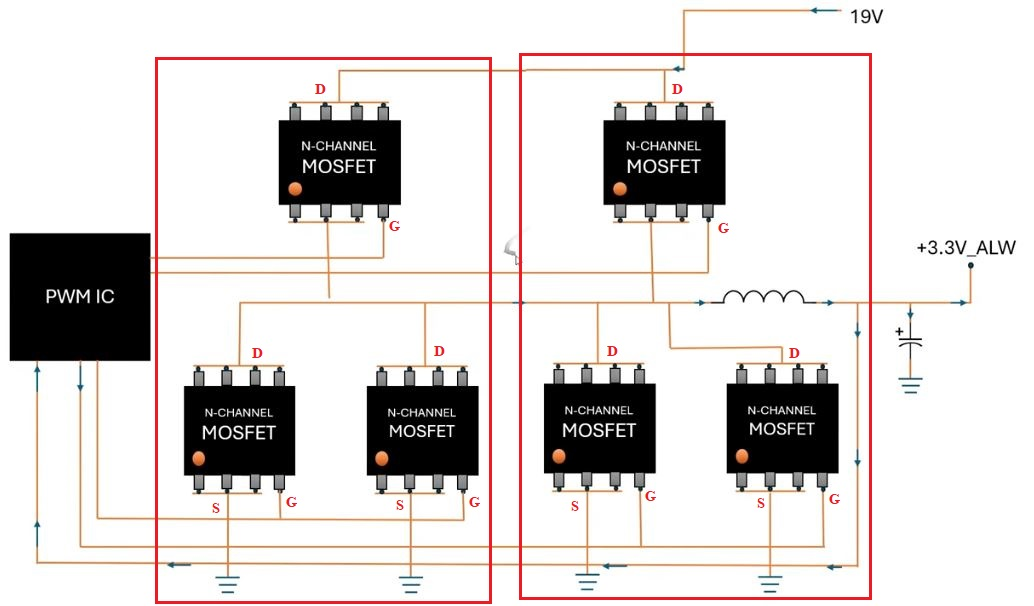 19V
D
D
N-CHANNEL
MOSFET
N-CHANNEL
MOSFET
G
G
+3.3V_ALW
PWM IC
+
D
D
D
D
N-CHANNEL
MOSFET
N-CHANNEL
MOSFET
N-CHANNEL
MOSFET
N-CHANNEL
MOSFET
S
G
S
G
S
G
S
G